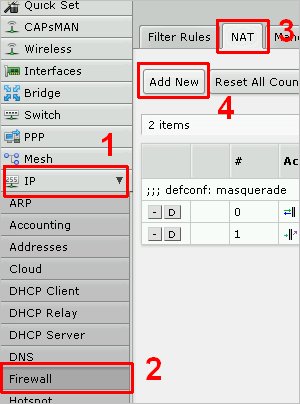 Quick Set
CAPsMAN
Wireless
Interfaces
Bridge
Switch
PPP
Mesh
1
IP
ARP
Accounting
Addresses
Cloud
DHCP Client
DHCP Relay
DHCP Server
DNS
Firewall
2
Hotspot
3
Filter Rules NAT
Add New Reset All Coun
4
2 items
# Ac
;;; defconf: masquerade
- D 0
- D 1